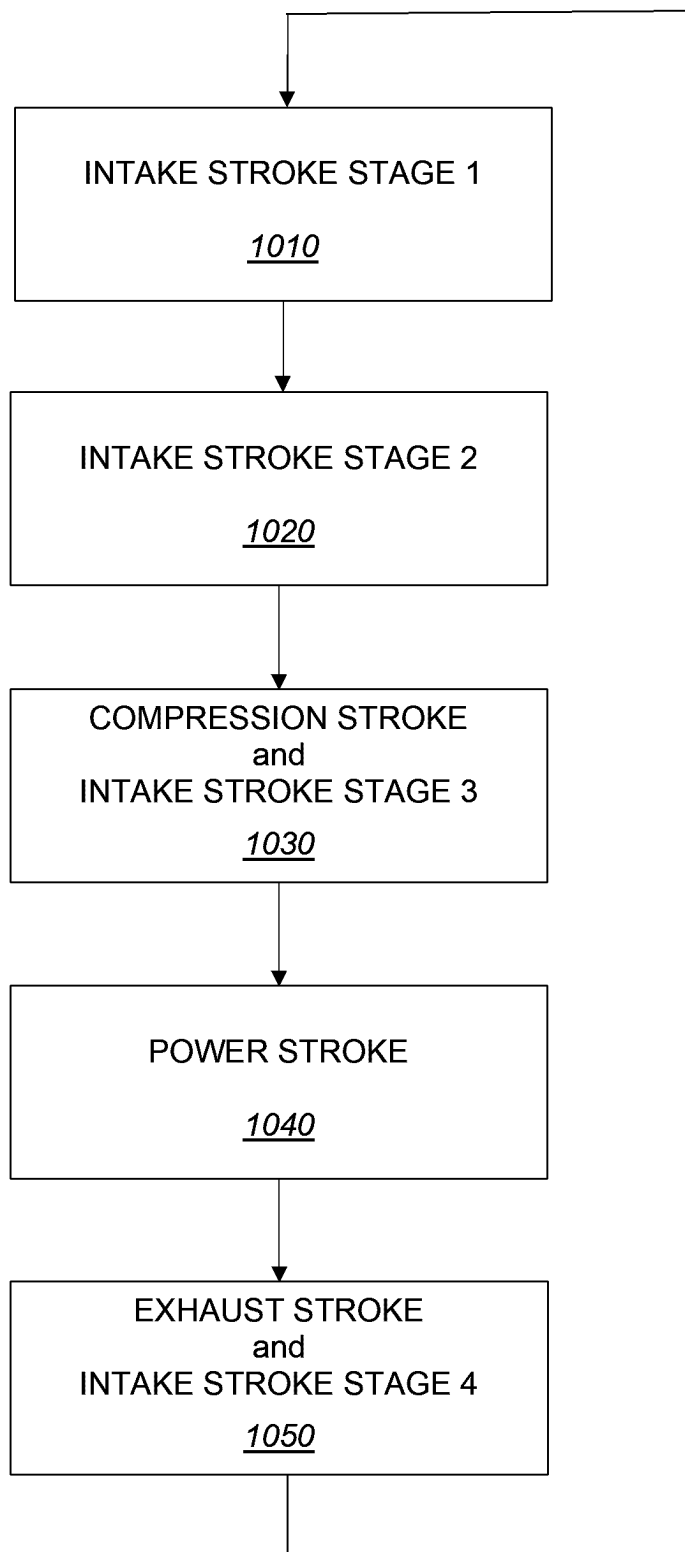 INTAKE STROKE STAGE 1
1010
INTAKE STROKE STAGE 2
1020
COMPRESSION STROKE
and
INTAKE STROKE STAGE 3
1030
POWER STROKE
1040
EXHAUST STROKE
and
INTAKE STROKE STAGE 4
1050